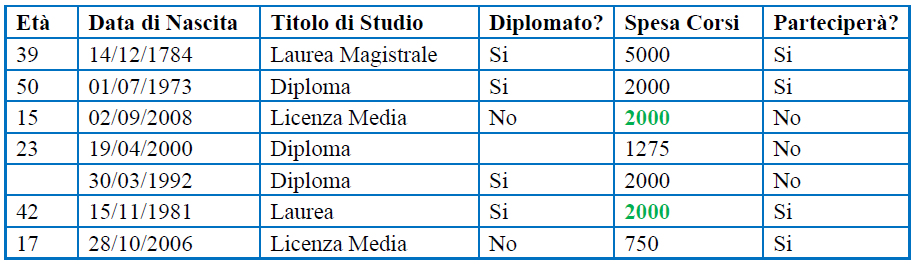 Età Data di Nascita Titolo di Studio Diplomato? Spesa Corsi Parteciperà?
39 14/12/1784 Laurea Magistrale Si 5000 Si
50 01/07/1973 Diploma Si 2000 Si
15 02/09/2008 Licenza Media No 2000 No
23 19/04/2000 Diploma 1275 No
30/03/1992 Diploma Si 2000 No
42 15/11/1981 Laurea Si 2000 Si
17 28/10/2006 Licenza Media No 750 Si